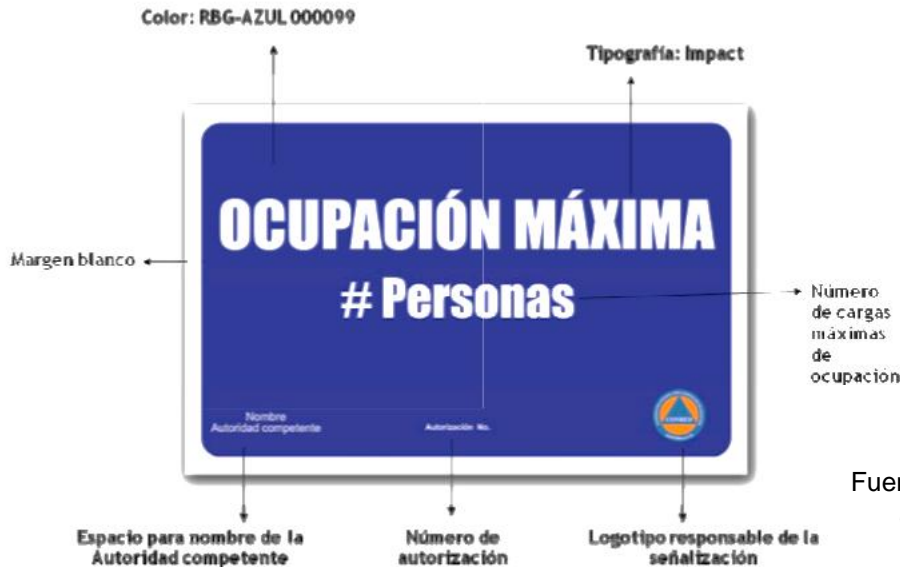 Color: RBG-AZUL 000099
Tipografía: Impact
OCUPACIÓN MÁXIMA
Margen blanco
# Personas
Número
de cargas
máximas
de
ocupación
Nombre
Autoridad competente
Autorización No.
Fuer
Espacio para nombre de la
Autoridad competente
Número de
autorización
Logotipo responsable de la
señalización